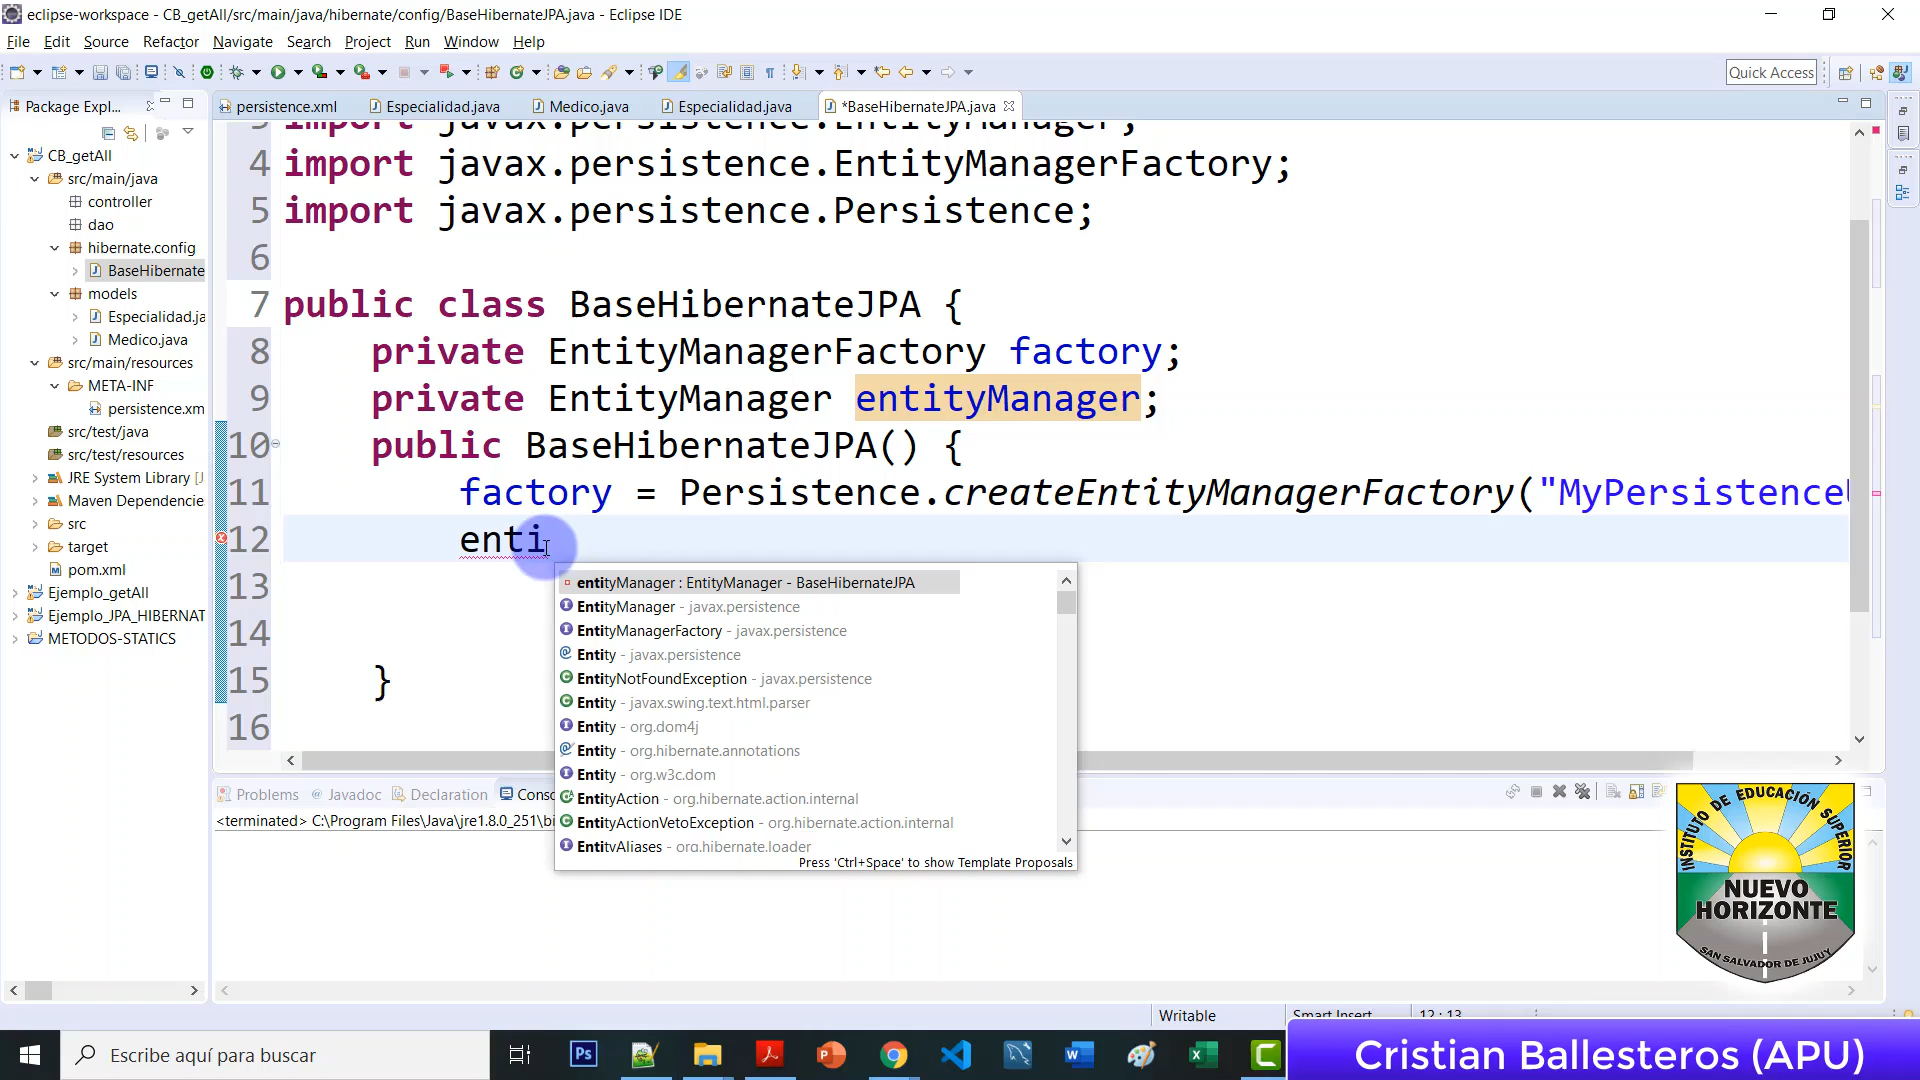 eclipse-workspace - CB_getAll/src/main/java/hibernate/config/BaseHibernateJPA.java - Eclipse IDE
File Edit Source Refactor Navigate Search Project Run Window Help
Quick Access
Package Expl...
persistence.xml
Especialidad.java
Medico.java
Especialidad.java
*BaseHibernateJPA.java
CB_getAll
src/main/java
controller
dao
hibernate.config
BaseHibernate
models
Especialidad.ja
Medico.java
src/main/resources
META-INF
persistence.xm
src/test/java
src/test/resources
JRE System Library [J
Maven Dependencie
src
target
pom.xml
Ejemplo_getAll
Ejemplo_JPA_HIBERNAT
METODOS-STATICS
3 import javax.persistence.EntityManager;
4 import javax.persistence.EntityManagerFactory;
5 import javax.persistence.Persistence;
6
7 public class BaseHibernateJPA {
8 private EntityManagerFactory factory;
9 private EntityManager entityManager;
10 public BaseHibernateJPA() {
11 factory = Persistence.createEntityManagerFactory("MyPersistence
12 enti
13
14
15 }
16
entityManager : EntityManager - BaseHibernateJPA
EntityManager - javax.persistence
EntityManagerFactory - javax.persistence
Entity - javax.persistence
EntityNotFoundException - javax.persistence
Entity - javax.swing.text.html.parser
Entity - org.dom4j
Entity - org.hibernate.annotations
Entity - org.w3c.dom
EntityAction - org.hibernate.action.internal
EntityActionVetoException - org.hibernate.action.internal
EntityAliases - org.hibernate.loader
Press 'Ctrl+Space' to show Template Proposals
Problems
Javadoc
Declaration
Conso
<terminated> C:\Program Files\Java\jre1.8.0_251\bi
INSTITUTO DE EDUCACIÓN SUPERIOR
NUEVO
HORIZONTE
SAN SALVADOR DE JUJUY
Writable
Smart Insert
12 : 13
Escribe aquí para buscar
Cristian Ballesteros (APU)